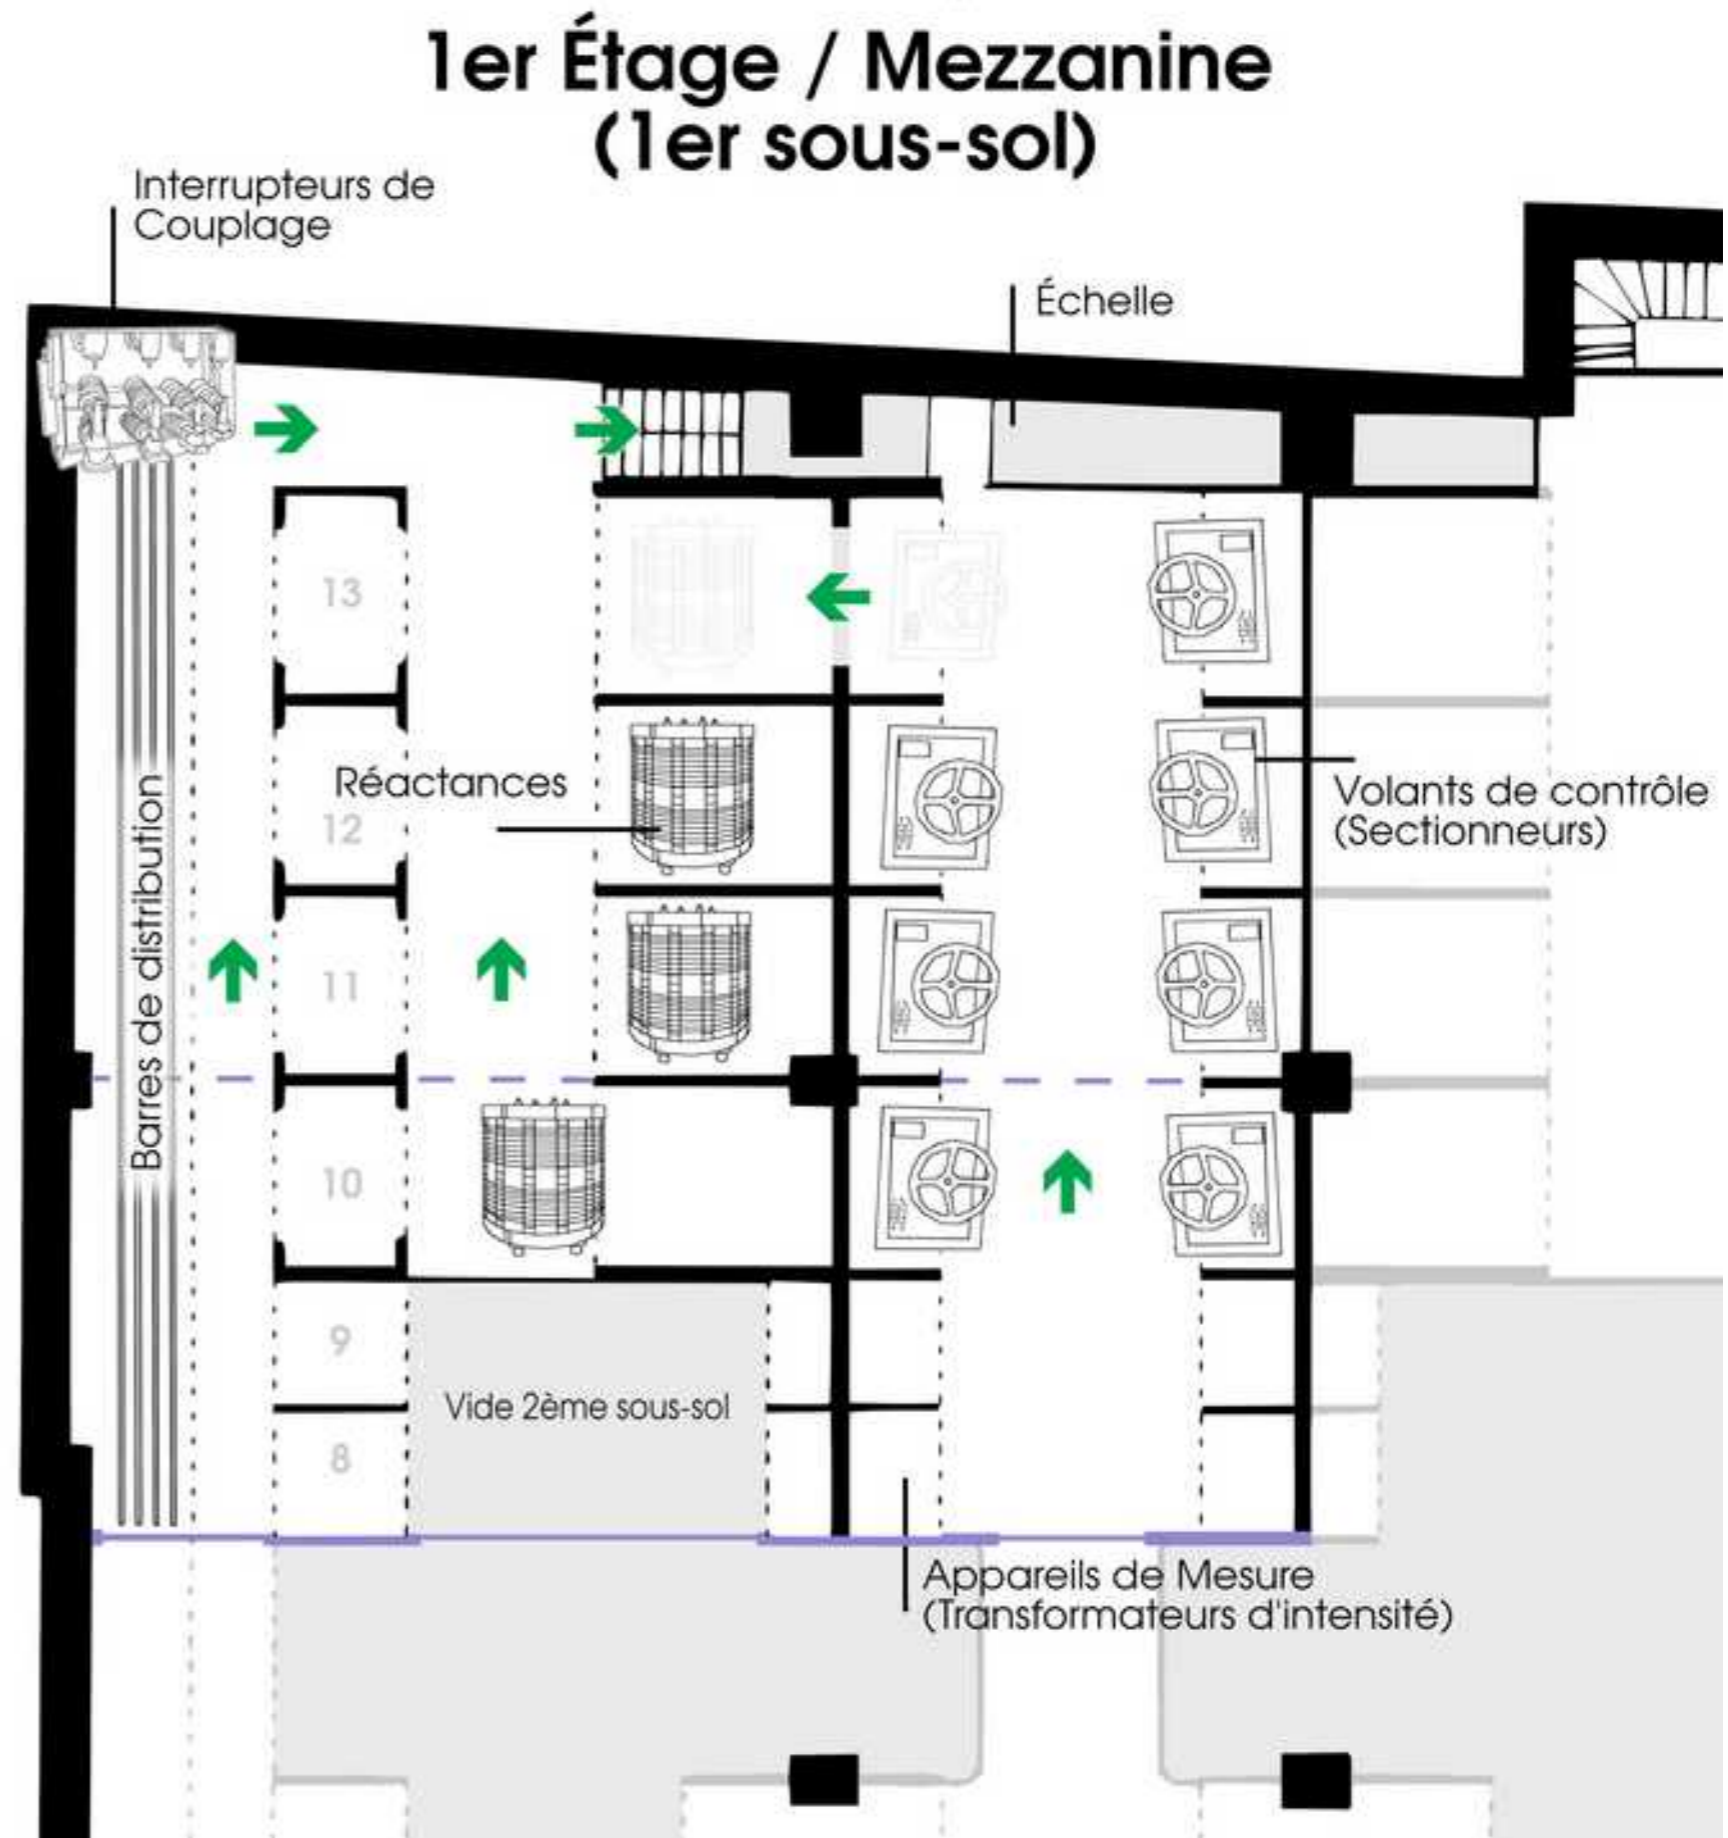 1er Étage / Mezzanine
(1er sous-sol)
Interrupteurs de
Couplage
Échelle
13
Réactances
12
Volants de contrôle
(Sectionneurs)
Barres de distribution
11
10
9
Vide 2ème sous-sol
8
Appareils de Mesure
(Transformateurs d'intensité)